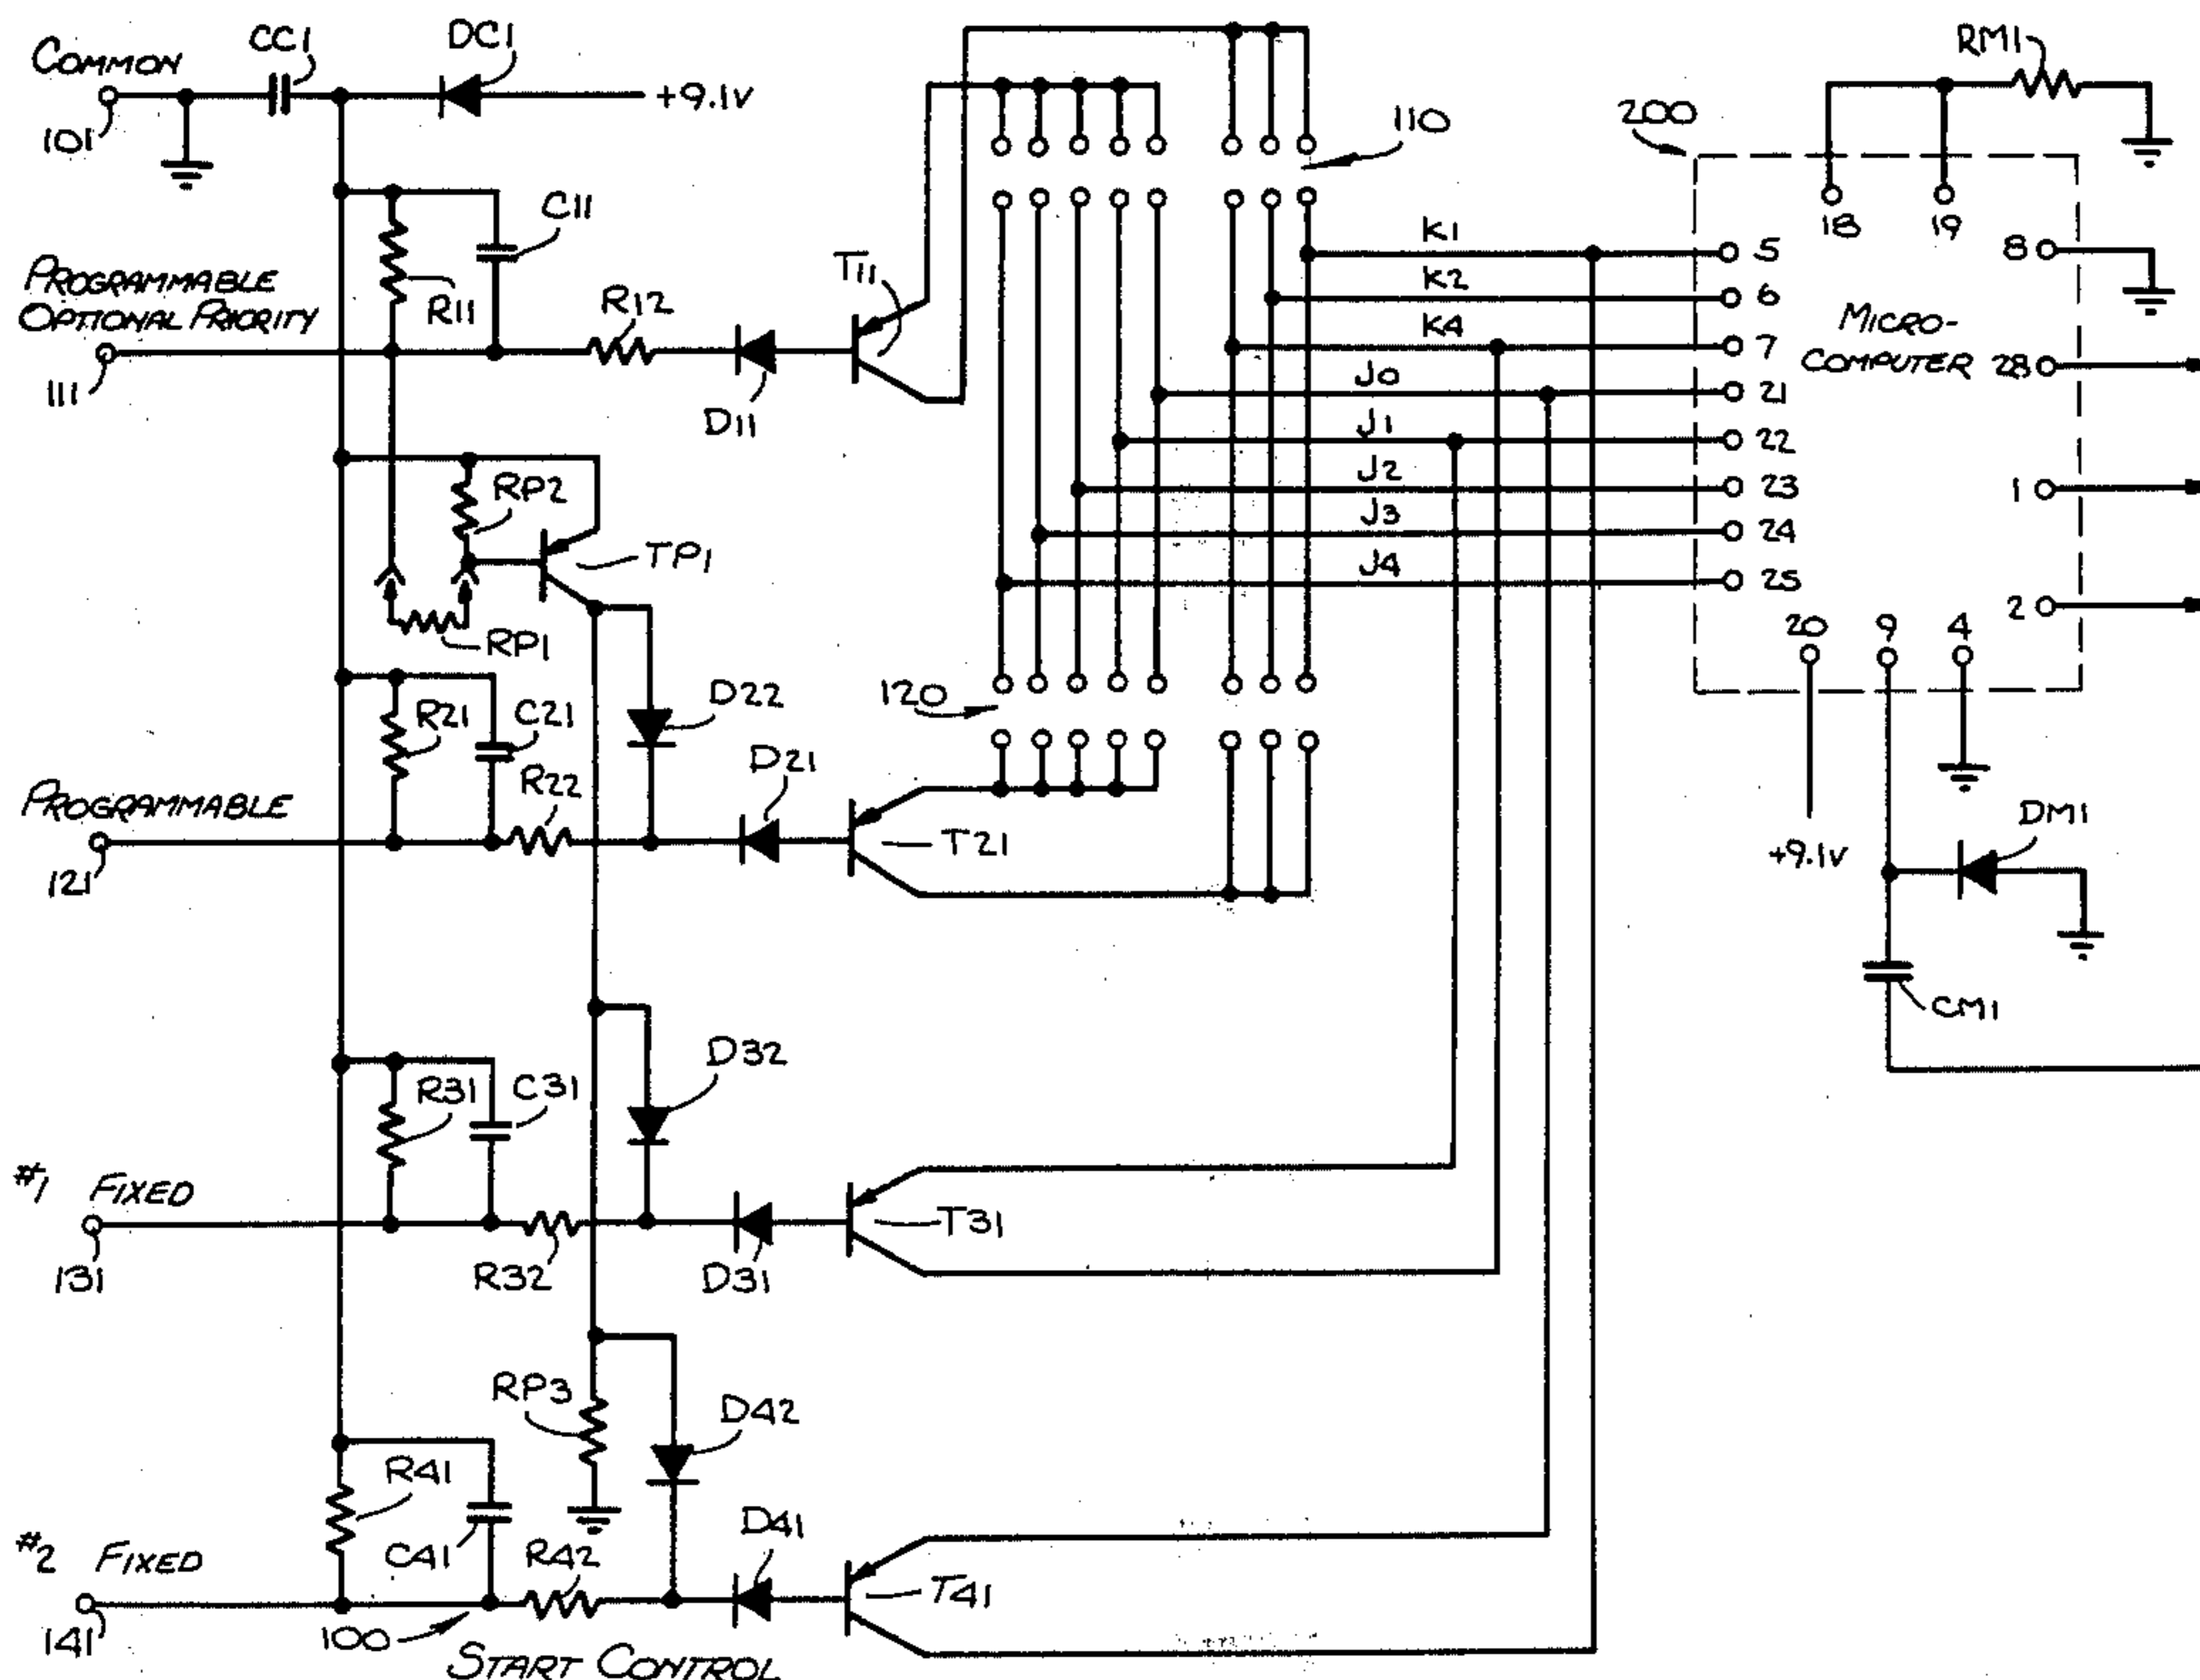 COMMON
CC1
DC1
+9.1V
101
RM1
200
110
18
19
C11
R11
PROGRAMMABLE
OPTIONAL PRIORITY
111
R12
D11
T11
K1
5
K2
6
K4
7
J0
21
J1
22
J2
23
J3
24
J4
25
8
MICRO-
COMPUTER
28
1
2
20
9
4
RP2
TP1
RP1
120
D22
R21
C21
R22
D21
T21
PROGRAMMABLE
121
+9.1V
DM1
CM1
D32
R31
C31
#1 FIXED
131
R32
D31
T31
RP3
D42
R41
C41
R42
D41
T41
#2 FIXED
141
100
START CONTROL